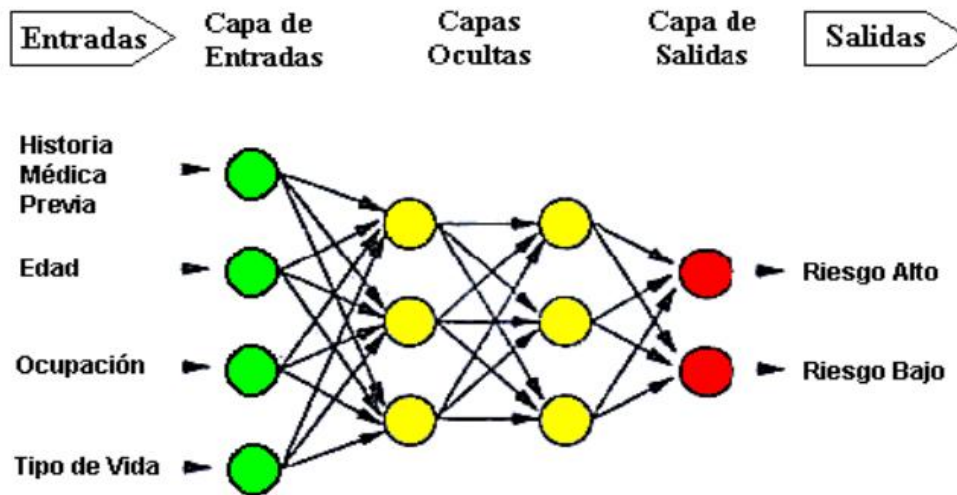 Entradas
Capa de
Entradas
Capas
Ocultas
Capa de
Salidas
Salidas
Historia
Médica
Previa
Edad
Ocupación
Tipo de Vida
Riesgo Alto
Riesgo Bajo